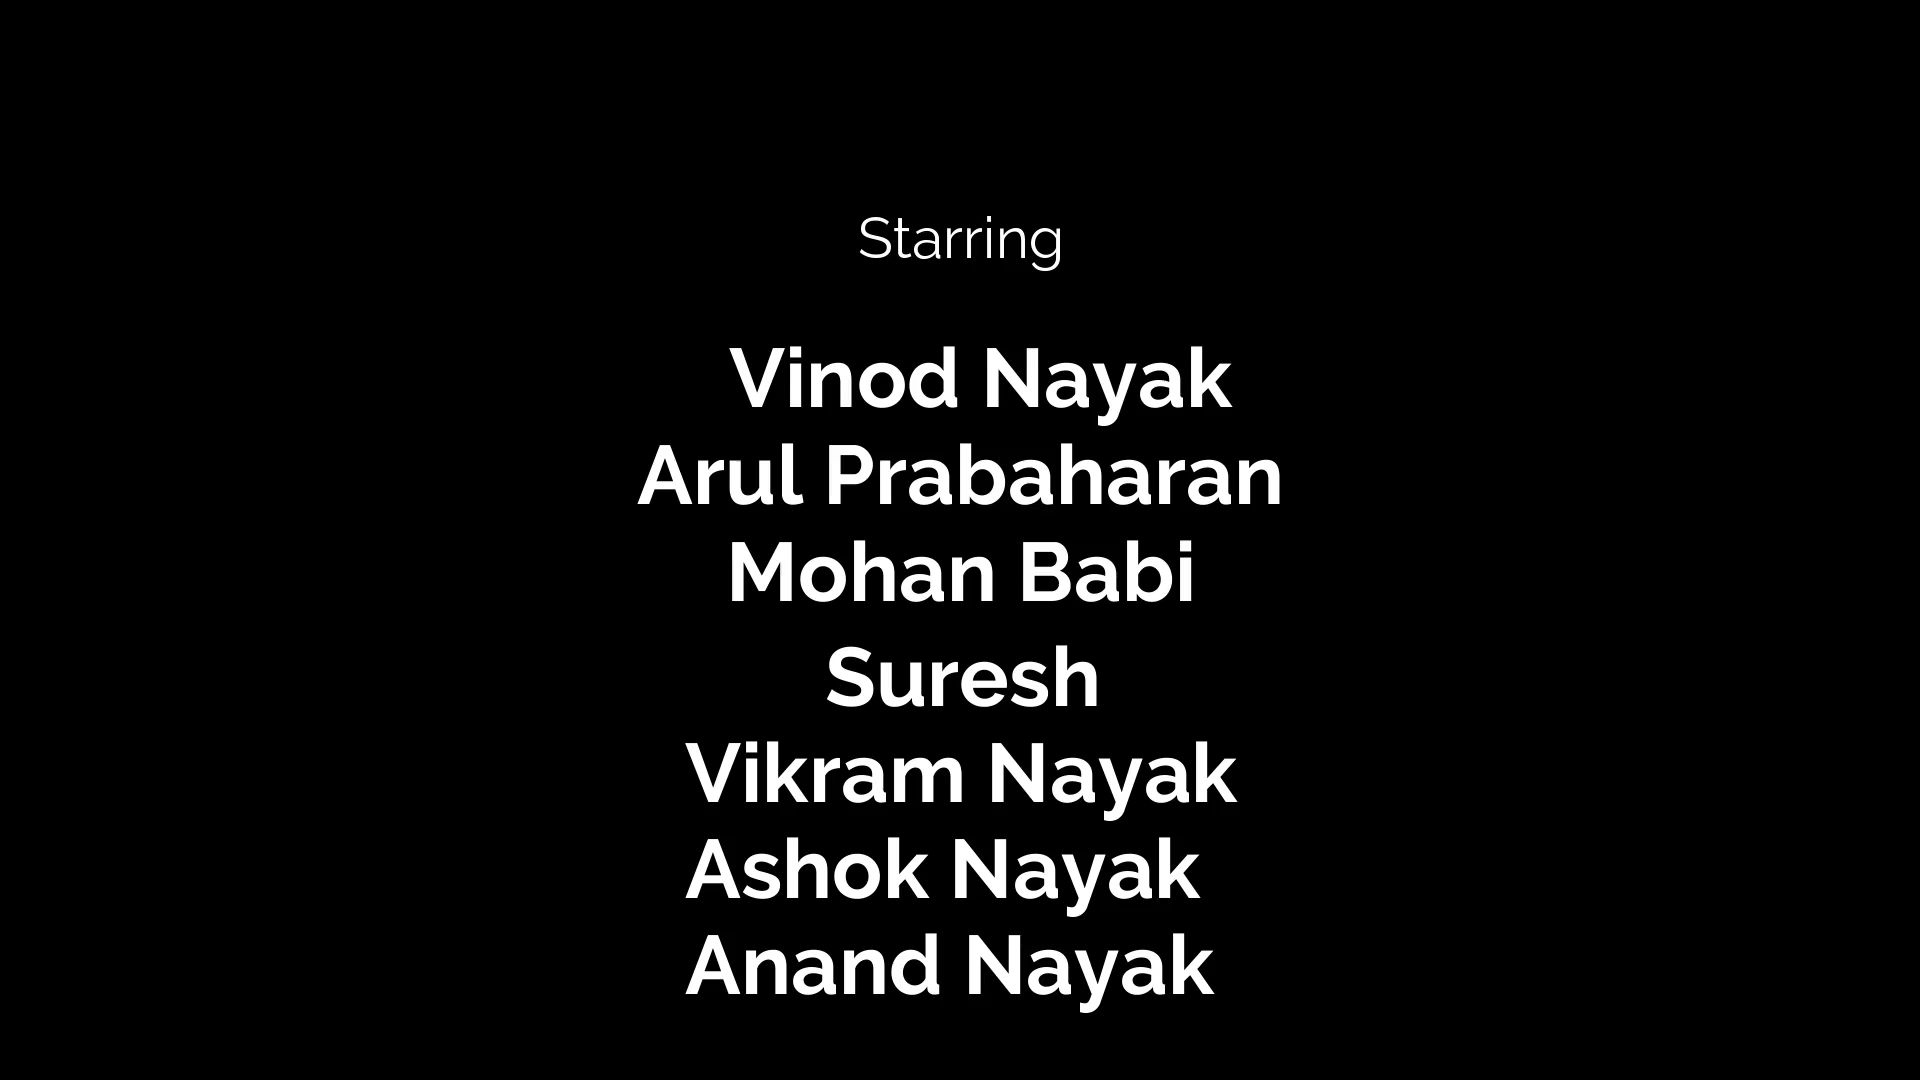 Starring
Vinod Nayak
Arul Prabaharan
Mohan Babi
Suresh
Vikram Nayak
Ashok Nayak
Anand Nayak